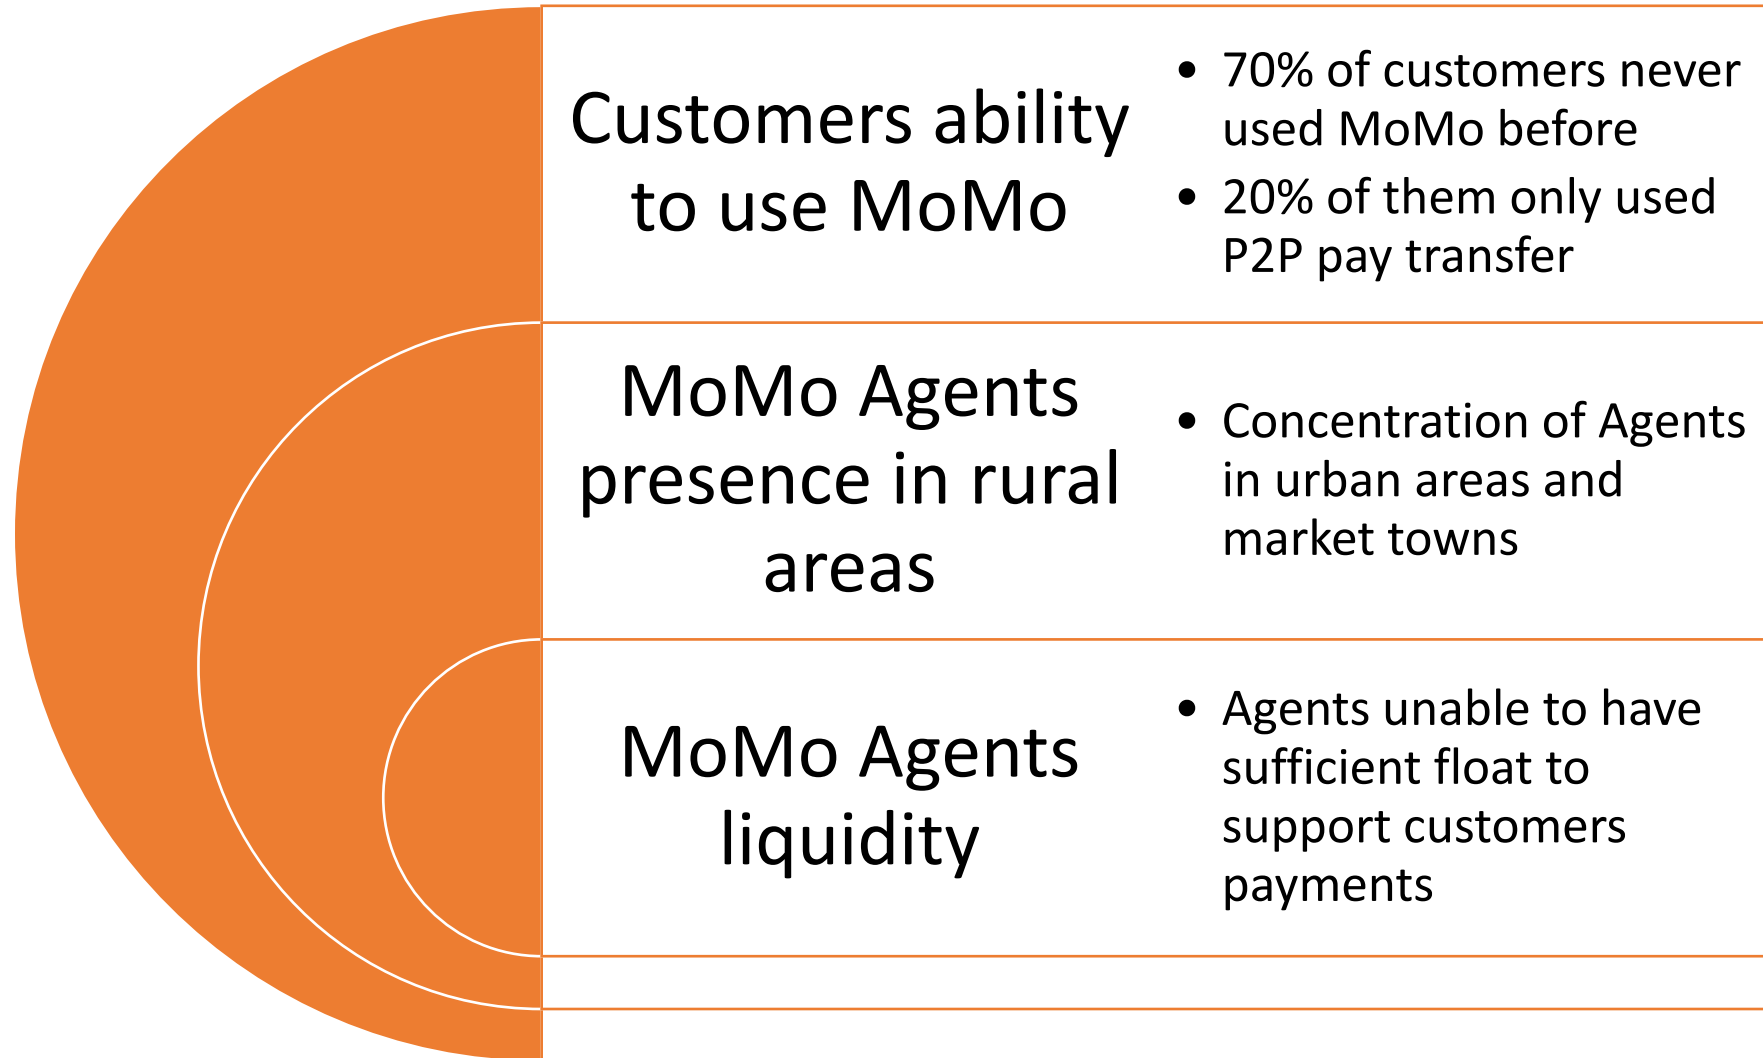 Customers ability
to use MoMo
• 70% of customers never
used MoMo before
• 20% of them only used
P2P pay transfer
MoMo Agents
presence in rural
areas
• Concentration of Agents
in urban areas and
market towns
MoMo Agents
liquidity
• Agents unable to have
sufficient float to
support customers
payments